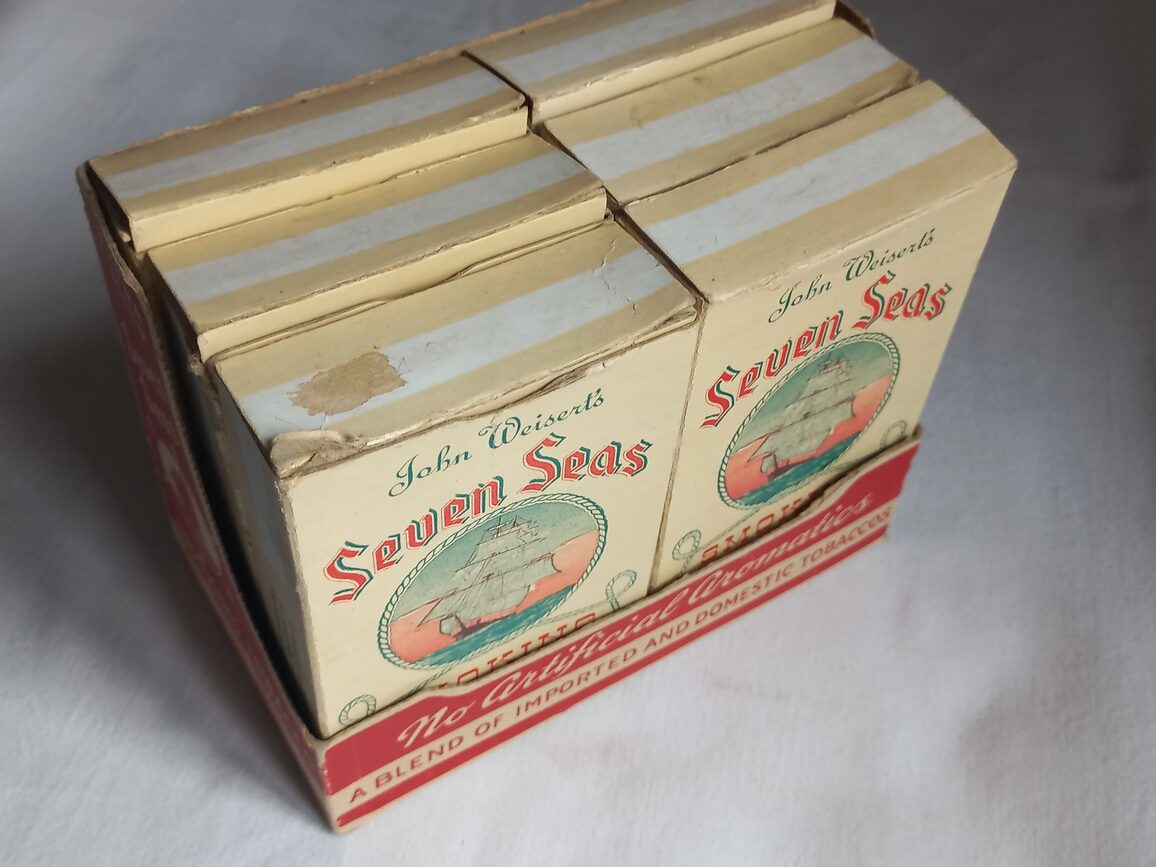 John Weisert's
Seven Seas
John Weisert's
Seven Seas
No Artificial Aromatics
A BLEND OF IMPORTED AND DOMESTIC TOBACCOS